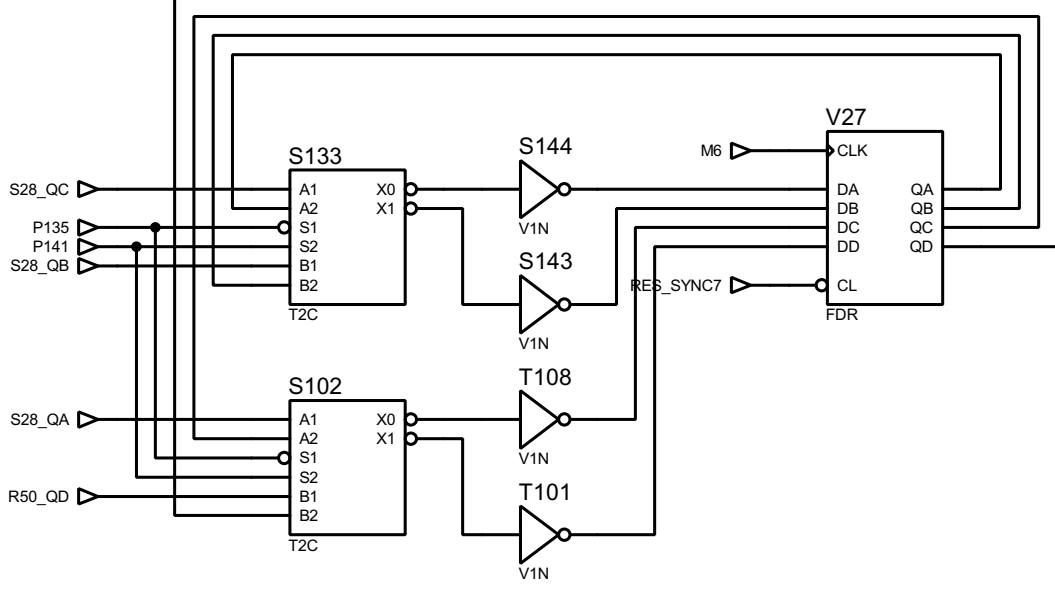 V27
S144
M6
CLK
S133
S28_QC
A1
X0
DA
QA
A2
X1
DB
QB
P135
S1
V1N
DC
QC
P141
S2
DD
QD
S28_QB
B1
S143
B2
RES_SYNC7
CL
T2C
FDR
V1N
T108
S102
S28_QA
A1
X0
A2
X1
S1
V1N
S2
T101
R50_QD
B1
B2
T2C
V1N